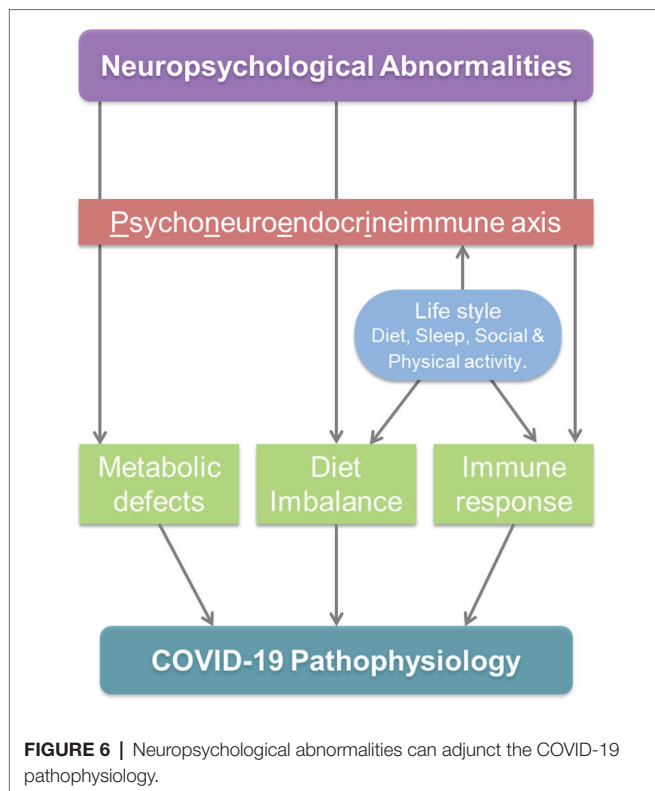 Neuropsychological Abnormalities
Psychoneuroendocrineimmune axis
Life style
Diet, Sleep, Social &
Physical activity.
Metabolic
defects
Diet
Imbalance
Immune
response
COVID-19 Pathophysiology
FIGURE 6 | Neuropsychological abnormalities can adjunct the COVID-19
pathophysiology.